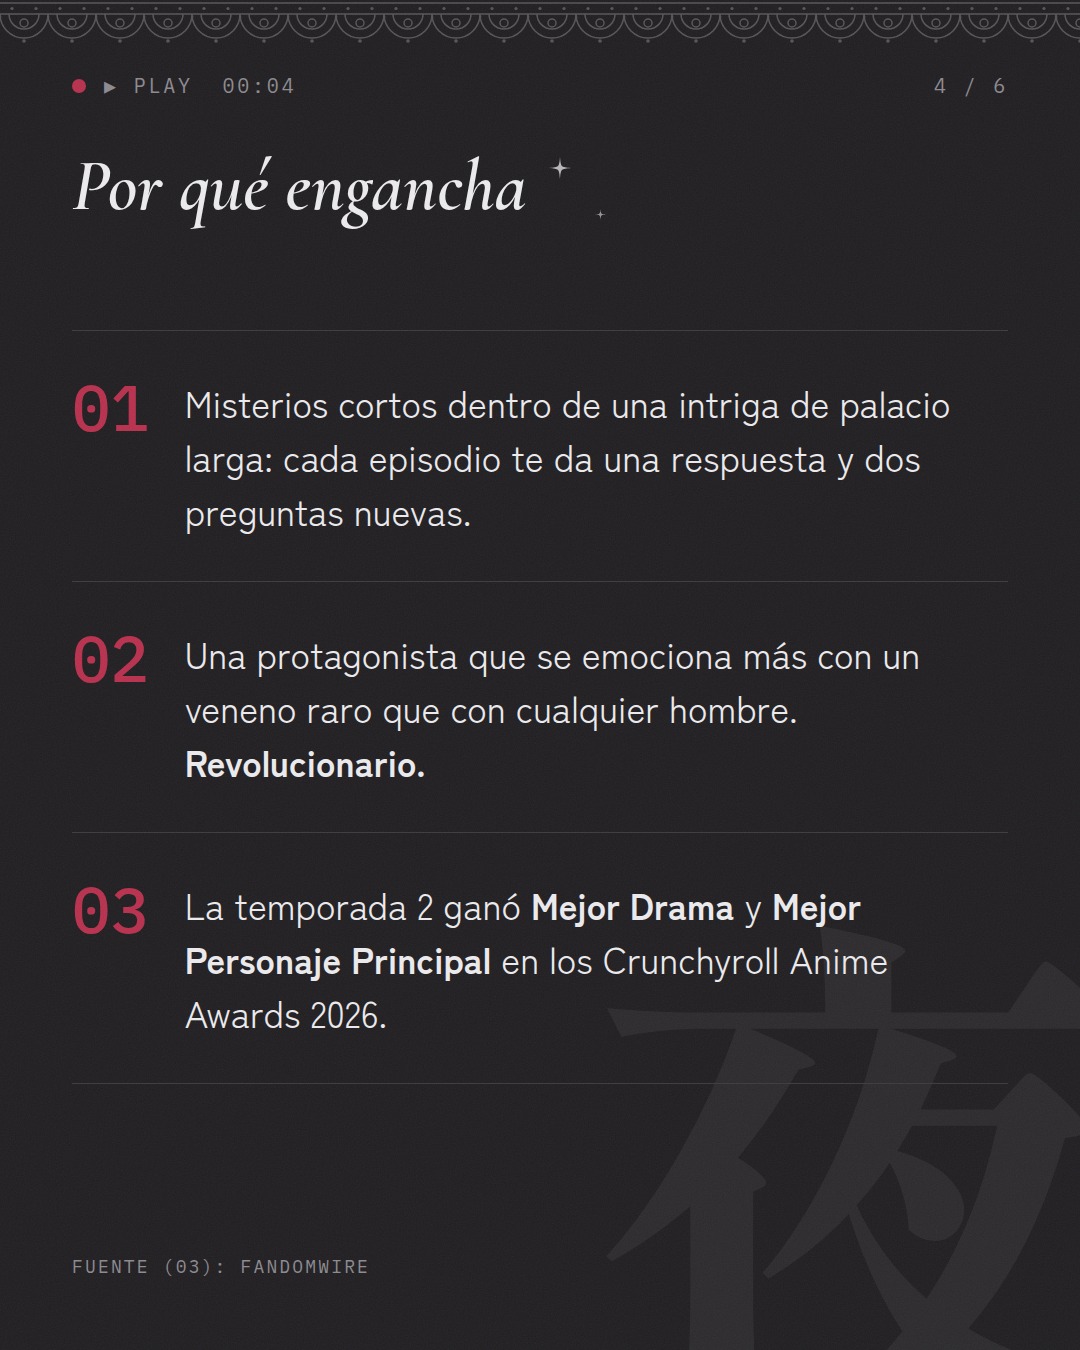 ▶ PLAY 00:04
4 / 6
Por qué engancha
01
Misterios cortos dentro de una intriga de palacio
larga: cada episodio te da una respuesta y dos
preguntas nuevas.
02
Una protagonista que se emociona más con un
veneno raro que con cualquier hombre.
Revolucionario.
03
La temporada 2 ganó Mejor Drama y Mejor
Personaje Principal en los Crunchyroll Anime
Awards 2026.
夜
FUENTE (03): FANDOMWIRE